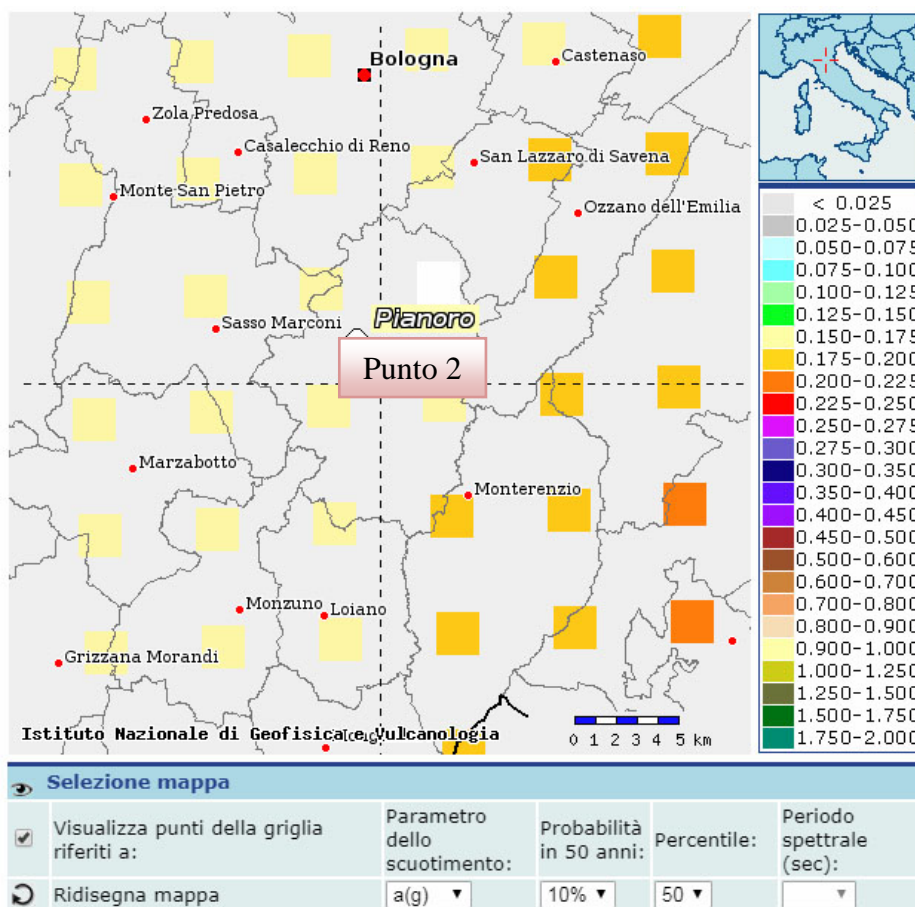 Bologna
Castenaso
Zola Predosa
Casalecchio di Reno
San Lazzaro di Savena
Monte San Pietro
Ozzano dell'Emilia
Pianoro
Sasso Marconi
Punto 2
Marzabotto
Monterenzio
Monzuno
Loiano
Grizzana Morandi
Istituto Nazionale di Geofisica e Vulcanologia
0 1 2 3 4 5 km
< 0.025
0.025-0.050
0.050-0.075
0.075-0.100
0.100-0.125
0.125-0.150
0.150-0.175
0.175-0.200
0.200-0.225
0.225-0.250
0.250-0.275
0.275-0.300
0.300-0.350
0.350-0.400
0.400-0.450
0.450-0.500
0.500-0.600
0.600-0.700
0.700-0.800
0.800-0.900
0.900-1.000
1.000-1.250
1.250-1.500
1.500-1.750
1.750-2.000
Selezione mappa
Visualizza punti della griglia
riferiti a:
Parametro
dello
scuotimento:
Probabilità
in 50 anni:
Percentile:
Periodo
spettrale
(sec):
Ridisegna mappa
a(g)
10%
50